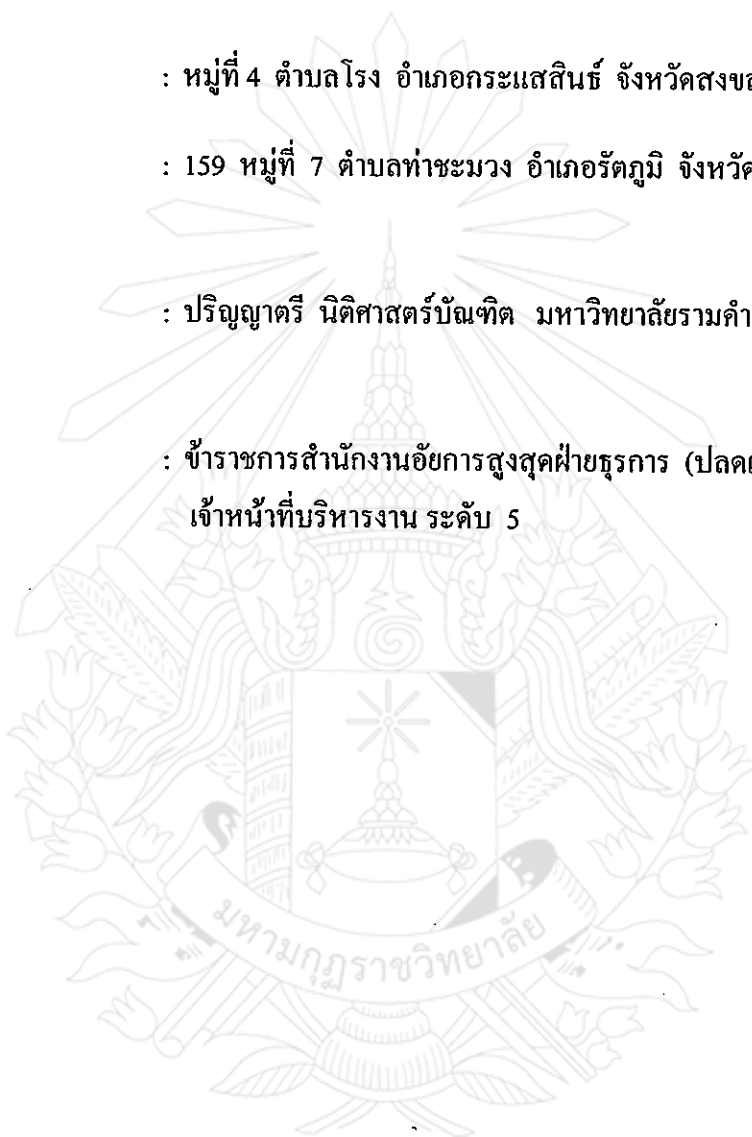 : หมู่ที่ 4 ตำบลโรง อำเภอกระแสสินธ์ จังหวัดสงขล
: 159 หมู่ที่ 7 ตำบลท่าชะมวง อำเภอรัตภูมิ จังหวัด
: ปริญญาตรี นิติศาสตร์บัณฑิต มหาวิทยาลัยรามคำ
: ข้าราชการสำนักงานอัยการสูงสุดฝ่ายธุรการ (ปลดเ
เจ้าหน้าที่บริหารงาน ระดับ 5
มหามกุฏราชวิทยาลัย